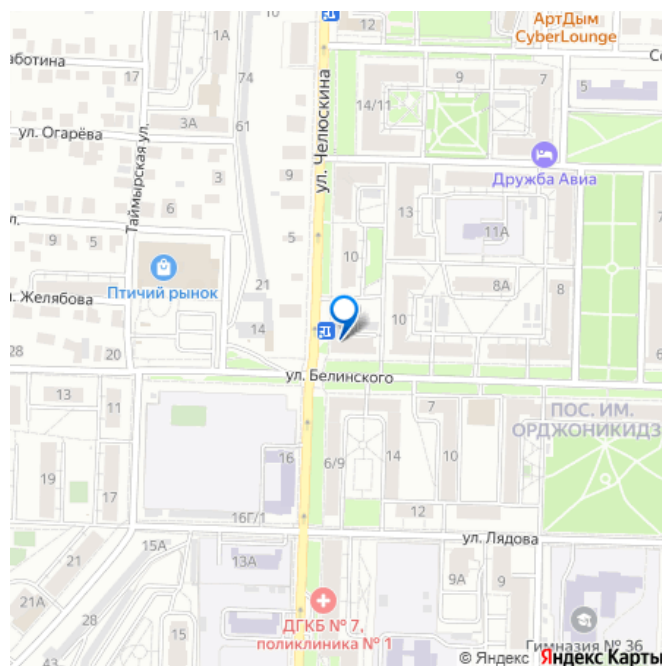 АртДым
CyberLounge
аботина
17
1А
74
12
9
7
Со
5
14/11
ул. Огарёва
3А
61
ул. Челюскина
Таймырская ул.
3
9
Дружба Авиа
6
13
11А
л.
9
5
5
10
Птичий рынок
21
8А
8
. Желябова
14
10
28
20
ул. Белинского
13
11
7
ПОС. ИМ.
ОРДЖОНИКИДЗ
19
17
16
6/9
14
10
16Г/1
12
ул. Лядова
21
15А
13А
9А
9
21А
28
15
ДГКБ № 7,
поликлиника № 1
Гимназия № 36
43
© Яндекс Яндекс Карты